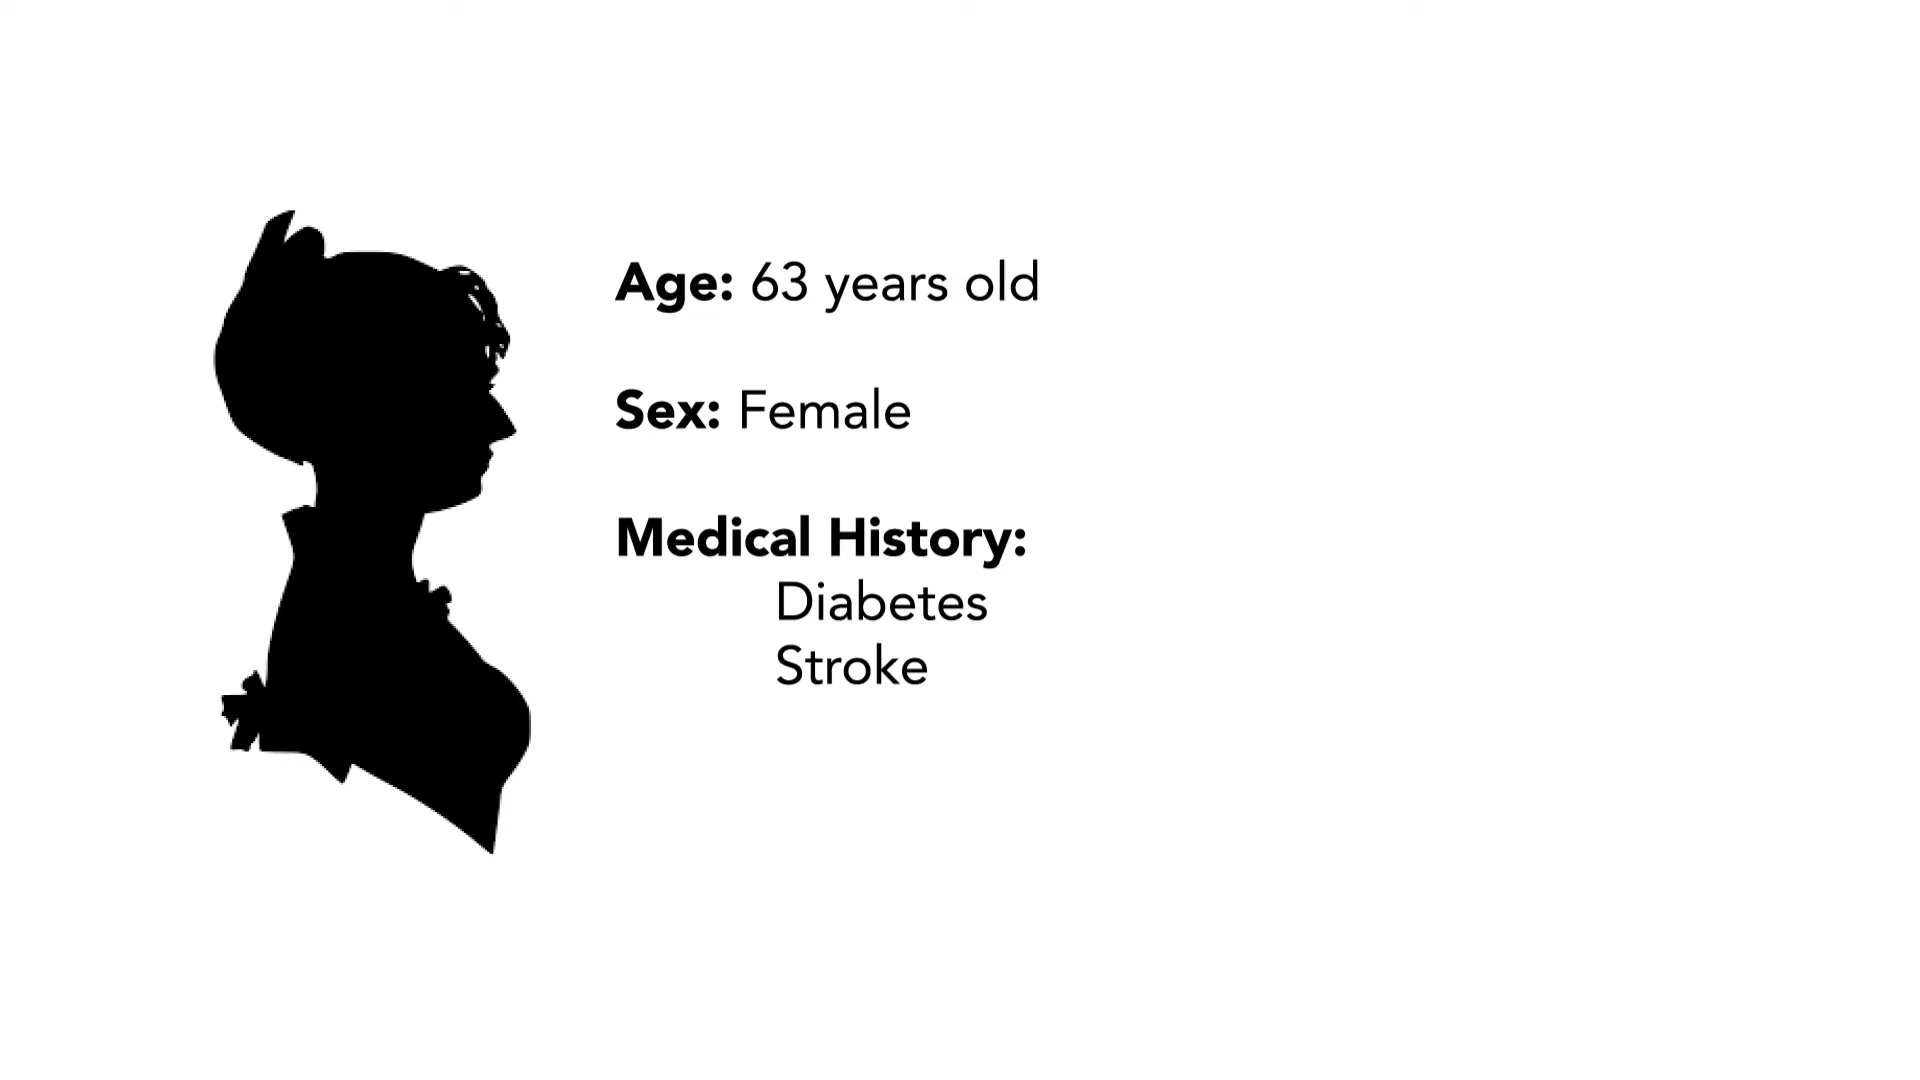 Age: 63 years old
Sex: Female
Medical History:
Diabetes
Stroke